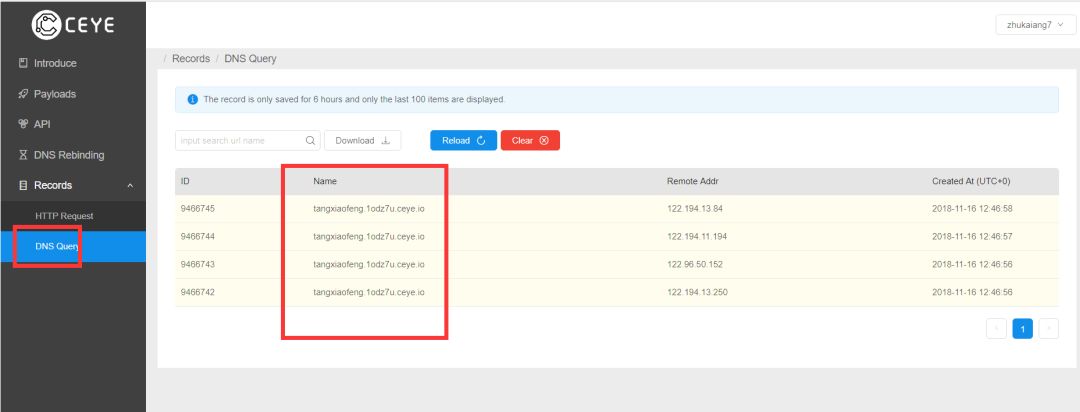 CEYE
zhukaiang7
Introduce
Payloads
API
DNS Rebinding
Records
HTTP Request
DNS Query
/ Records / DNS Query
The record is only saved for 6 hours and only the last 100 items are displayed.
input search url name Download Reload Clear
ID Name Remote Addr Created At (UTC+0)
9466745 tangxiaofeng.1odz7u.ceye.io 122.194.13.84 2018-11-16 12:46:58
9466744 tangxiaofeng.1odz7u.ceye.io 122.194.11.194 2018-11-16 12:46:57
9466743 tangxiaofeng.1odz7u.ceye.io 122.96.50.152 2018-11-16 12:46:56
9466742 tangxiaofeng.1odz7u.ceye.io 122.194.13.250 2018-11-16 12:46:56
1